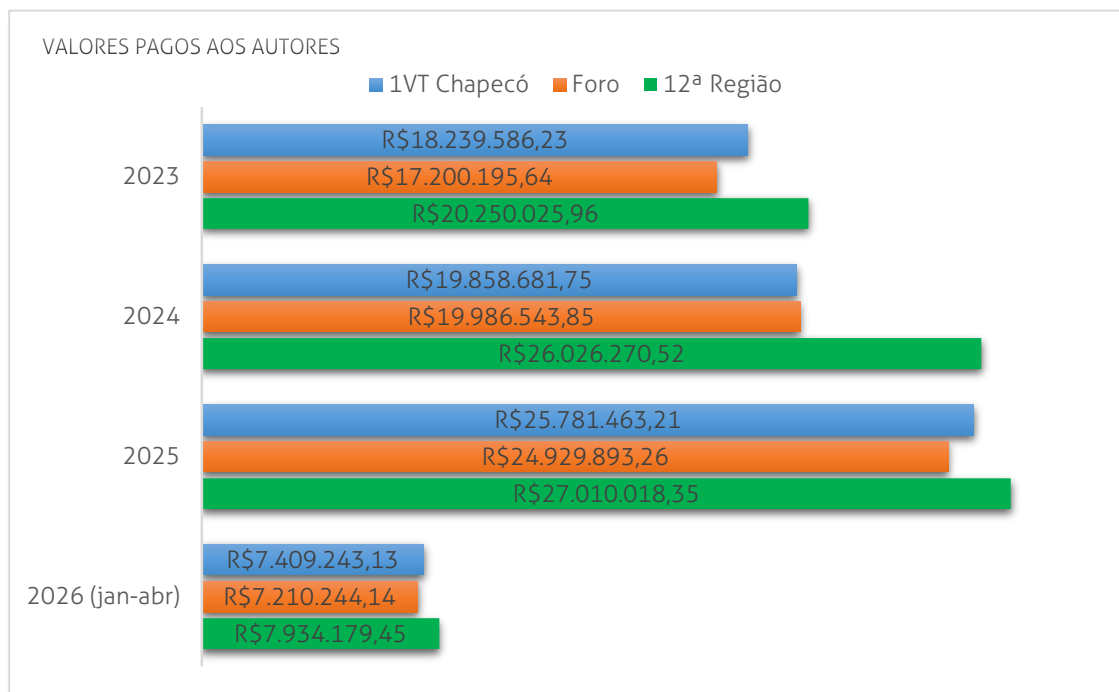 VALORES PAGOS AOS AUTORES
1VT Chapecó Foro 12ª Região
2023
R$18.239.586,23
R$17.200.195,64
R$20.250.025,96
2024
R$19.858.681,75
R$19.986.543,85
R$26.026.270,52
2025
R$25.781.463,21
R$24.929.893,26
R$27.010.018,35
2026 (jan-abr)
R$7.409.243,13
R$7.210.244,14
R$7.934.179,45